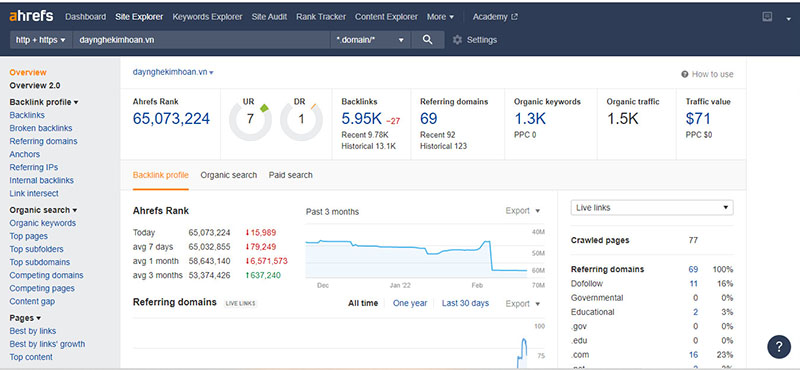 ahrefs Dashboard Site Explorer Keywords Explorer Site Audit Rank Tracker Content Explorer More Academy
http + https daynghekimhoan.vn *.domain/* Settings
Overview
Overview 2.0
Backlink profile
Backlinks
Broken backlinks
Referring domains
Anchors
Referring IPs
Internal backlinks
Link intersect
Organic search
Organic keywords
Top pages
Top subfolders
Top subdomains
Competing domains
Competing pages
Content gap
Pages
Best by links
Best by links' growth
Top content
daynghekimhoan.vn
? How to use
Ahrefs Rank
65,073,224
UR
7
DR
1
Backlinks
5.95K -27
Recent 9.78K
Historical 13.1K
Referring domains
69
Recent 92
Historical 123
Organic keywords
1.3K
PPC 0
Organic traffic
1.5K
Traffic value
$71
PPC $0
Backlink profile Organic search Paid search
Ahrefs Rank
Today 65,073,224 ↓15,989
avg 7 days 65,032,855 ↓79,249
avg 1 month 58,643,140 ↓6,571,573
avg 3 months 53,374,426 ↑637,240
Past 3 months
Export
40M
50M
60M
70M
Dec Jan '22 Feb
Referring domains LIVE LINKS All time One year Last 30 days Export
100
75
Live links
Crawled pages 77
Referring domains 69 100%
Dofollow 11 16%
Governmental 0 0%
Educational 2 3%
.gov 0 0%
.edu 0 0%
.com 16 23%
.net 2 3%
?